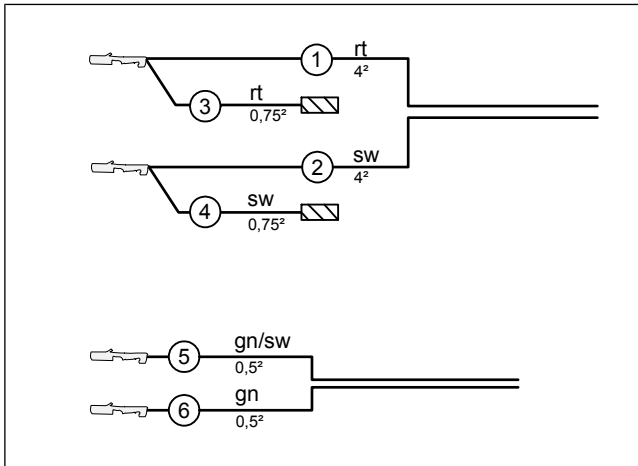 1 rt
4²
3 rt
0,75²
2 sw
4²
4 sw
0,75²
5 gn/sw
0,5²
6 gn
0,5²